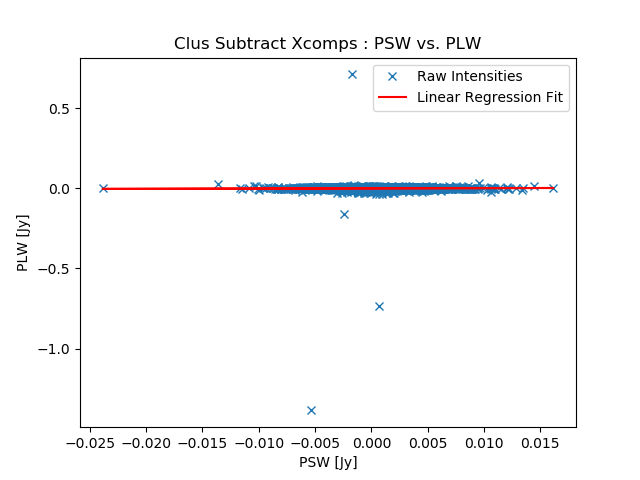 Clus Subtract Xcomps : PSW vs. PLW
Raw Intensities
Linear Regression Fit
0.5
0.0
−0.5
−1.0
PLW [Jy]
−0.025 −0.020 −0.015 −0.010 −0.005 0.000 0.005 0.010 0.015
PSW [Jy]